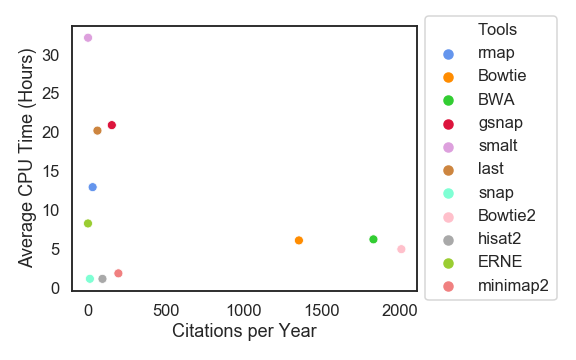 Average CPU Time (Hours)
30
25
20
15
10
5
0
0 500 1000 1500 2000
Citations per Year
Tools
rmap
Bowtie
BWA
gsnap
smalt
last
snap
Bowtie2
hisat2
ERNE
minimap2